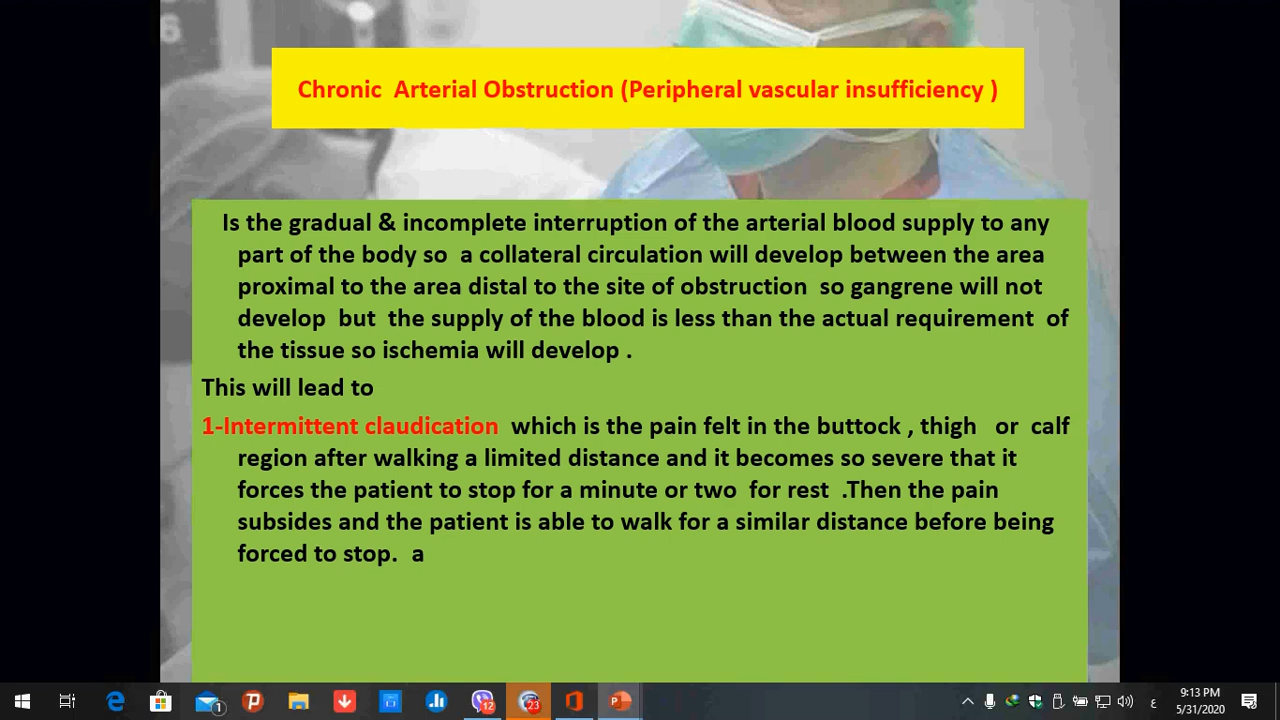 Chronic Arterial Obstruction (Peripheral vascular insufficiency )
Is the gradual & incomplete interruption of the arterial blood supply to any
part of the body so a collateral circulation will develop between the area
proximal to the area distal to the site of obstruction so gangrene will not
develop but the supply of the blood is less than the actual requirement of
the tissue so ischemia will develop .
This will lead to
1-Intermittent claudication which is the pain felt in the buttock , thigh or calf
region after walking a limited distance and it becomes so severe that it
forces the patient to stop for a minute or two for rest .Then the pain
subsides and the patient is able to walk for a similar distance before being
forced to stop. a
1
12
23
ع
9:13 PM
5/31/2020